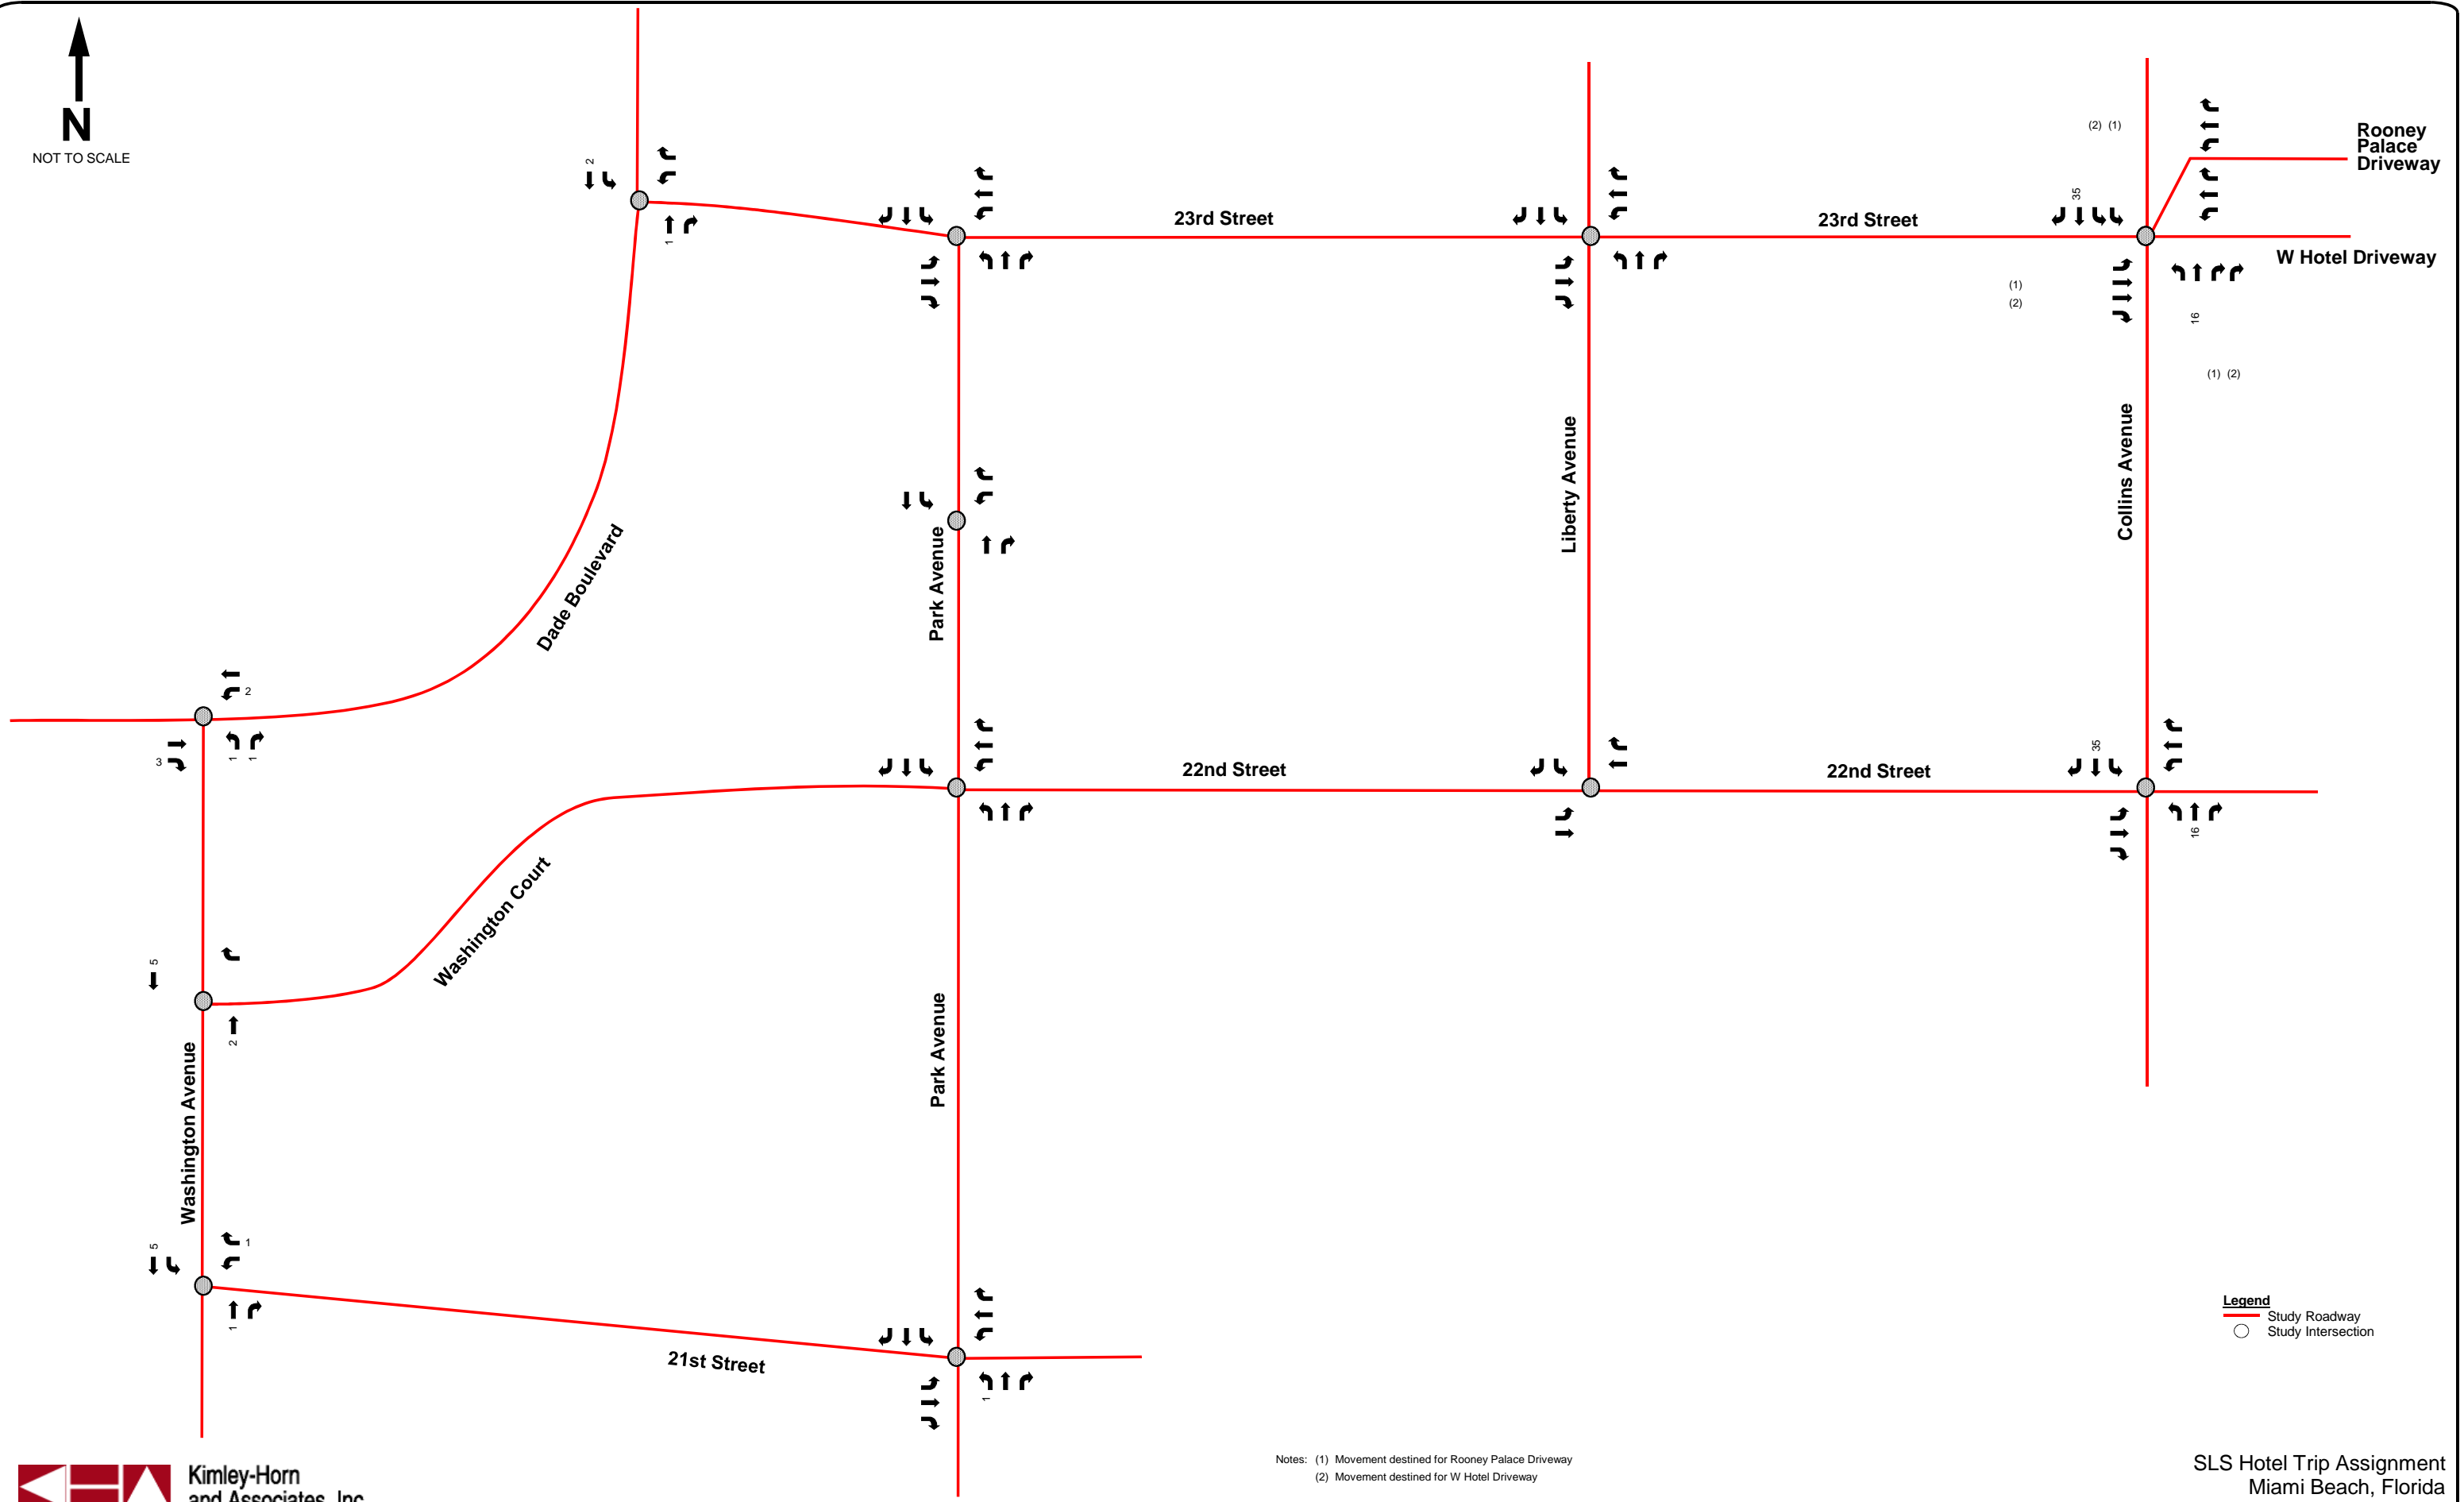 N
NOT TO SCALE
(2) (1)
Rooney
Palace
Driveway
2
1
35
23rd Street
23rd Street
W Hotel Driveway
(1)
(2)
16
(1) (2)
Dade Boulevard
Park Avenue
Liberty Avenue
Collins Avenue
2
3
1
1
22nd Street
22nd Street
35
16
Washington Court
5
2
Washington Avenue
Park Avenue
5
1
1
21st Street
1
Legend
Study Roadway
Study Intersection
Notes: (1) Movement destined for Rooney Palace Driveway
(2) Movement destined for W Hotel Driveway
SLS Hotel Trip Assignment
Miami Beach, Florida
Kimley-Horn
and Associates, Inc.